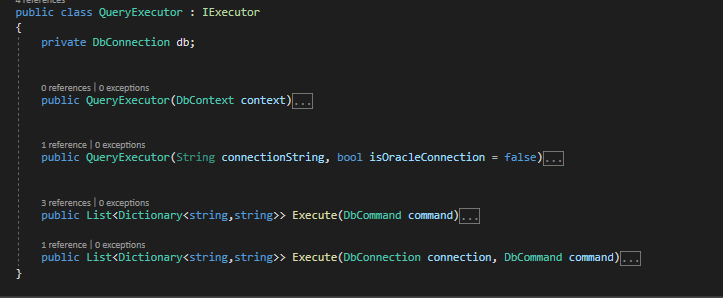 4 references
public class QueryExecutor : IExecutor
{
private DbConnection db;
0 references | 0 exceptions
public QueryExecutor(DbContext context)...
1 reference | 0 exceptions
public QueryExecutor(String connectionString, bool isOracleConnection = false)...
3 references | 0 exceptions
public List<Dictionary<string,string>> Execute(DbCommand command)...
1 reference | 0 exceptions
public List<Dictionary<string,string>> Execute(DbConnection connection, DbCommand command)...
}